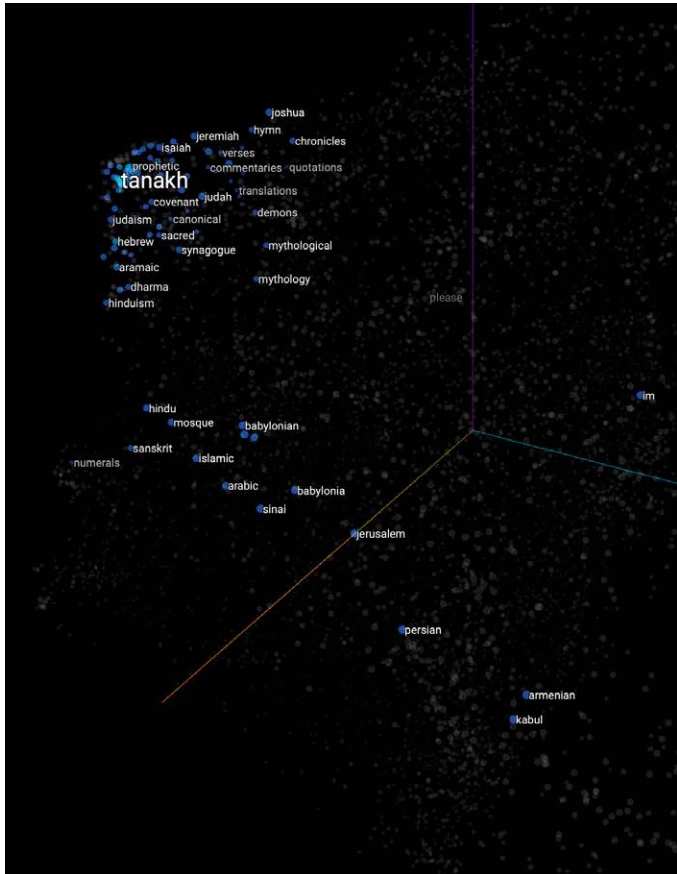 joshua
hymn
jeremiah
chronicles
isaiah
verses
prophetic
commentaries
quotations
tanakh
translations
judah
covenant
demons
judaism
canonical
sacred
hebrew
mythological
synagogue
aramaic
mythology
dharma
please
hinduism
im
hindu
mosque
babylonian
sanskrit
islamic
numerals
arabic
babylonia
sinai
jerusalem
persian
armenian
kabul